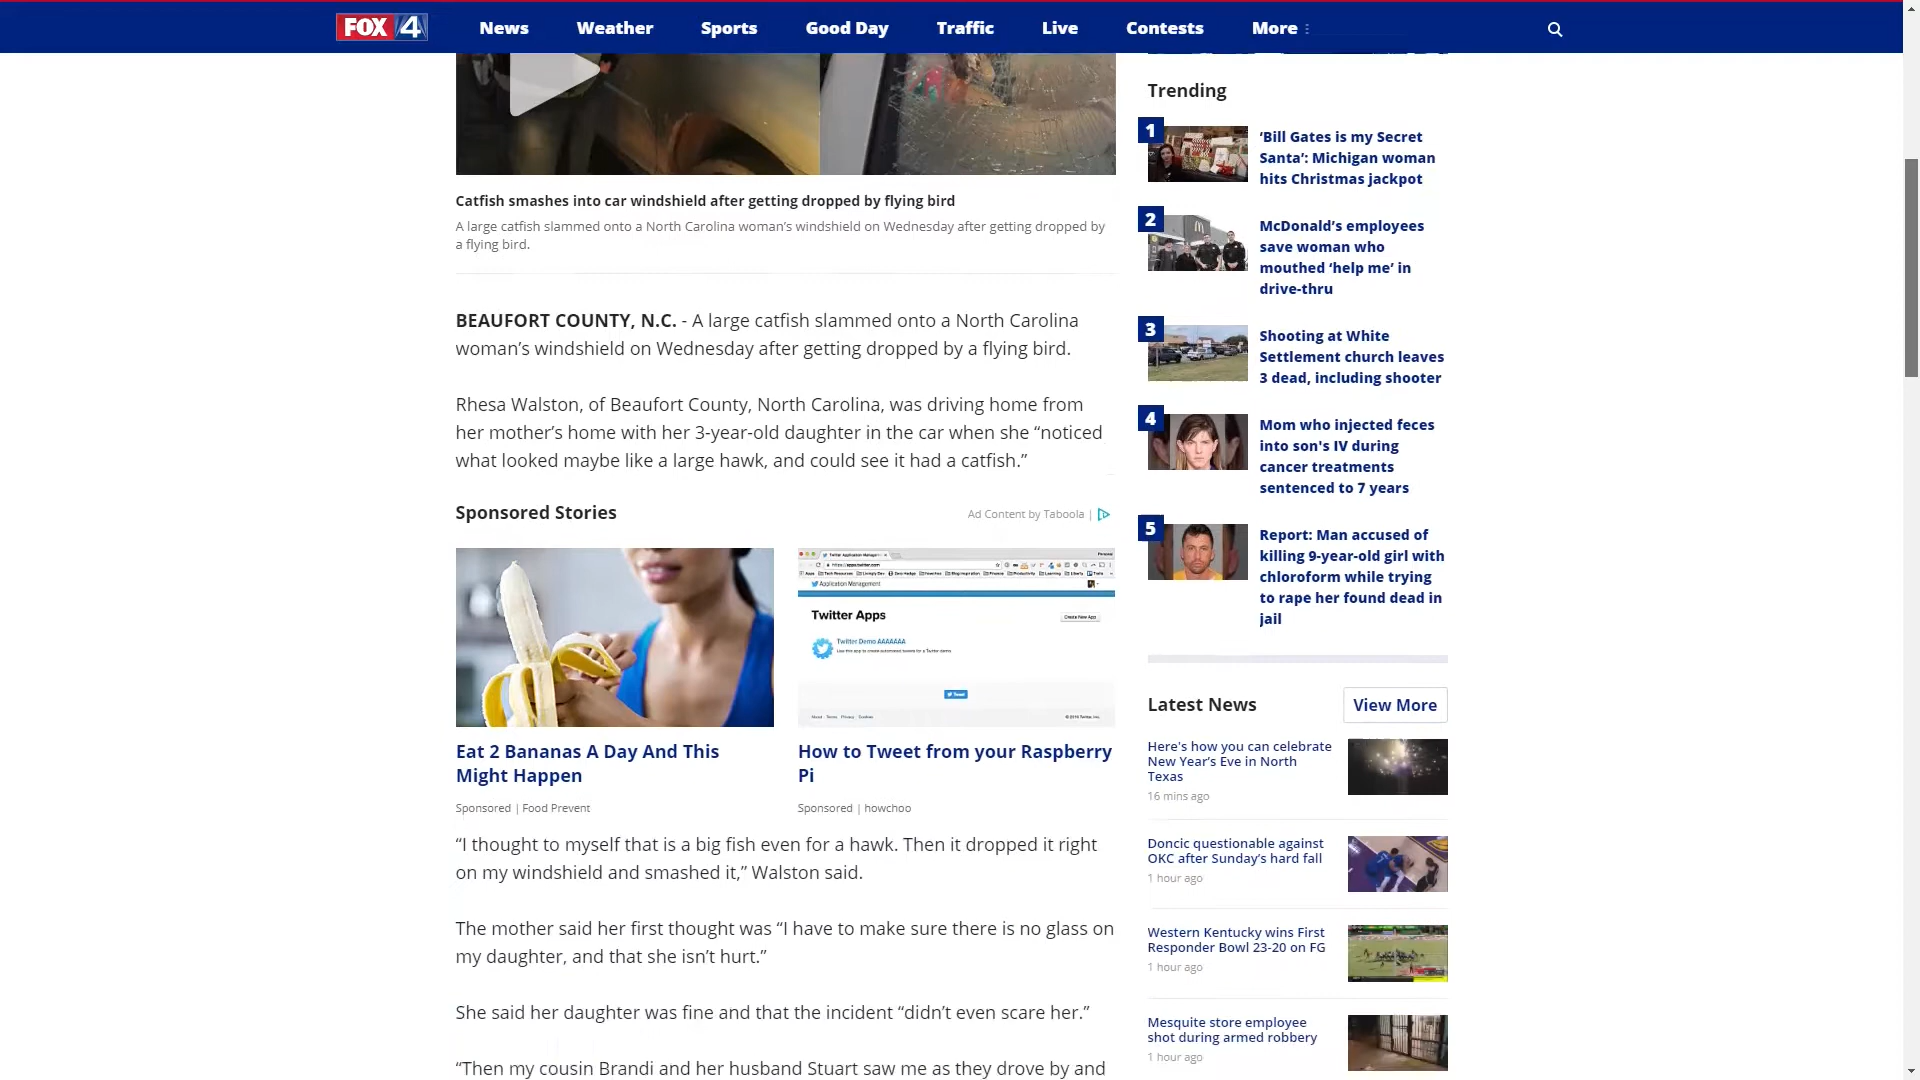 FOX 4
News
Weather
Sports
Good Day
Traffic
Live
Contests
More
Catfish smashes into car windshield after getting dropped by flying bird
A large catfish slammed onto a North Carolina woman’s windshield on Wednesday after getting dropped by
a flying bird.
BEAUFORT COUNTY, N.C. - A large catfish slammed onto a North Carolina
woman’s windshield on Wednesday after getting dropped by a flying bird.
Rhesa Walston, of Beaufort County, North Carolina, was driving home from
her mother’s home with her 3-year-old daughter in the car when she “noticed
what looked maybe like a large hawk, and could see it had a catfish.”
Sponsored Stories
Ad Content by Taboola |
Twitter Apps
Create New App
Twitter Demo AAAAAAA
Tweet
Eat 2 Bananas A Day And This
Might Happen
Sponsored | Food Prevent
How to Tweet from your Raspberry
Pi
Sponsored | howchoo
“I thought to myself that is a big fish even for a hawk. Then it dropped it right
on my windshield and smashed it,” Walston said.
The mother said her first thought was “I have to make sure there is no glass on
my daughter, and that she isn’t hurt.”
She said her daughter was fine and that the incident “didn’t even scare her.”
“Then my cousin Brandi and her husband Stuart saw me as they drove by and
Trending
1
‘Bill Gates is my Secret
Santa’: Michigan woman
hits Christmas jackpot
2
McDonald’s employees
save woman who
mouthed ‘help me’ in
drive-thru
3
Shooting at White
Settlement church leaves
3 dead, including shooter
4
Mom who injected feces
into son's IV during
cancer treatments
sentenced to 7 years
5
Report: Man accused of
killing 9-year-old girl with
chloroform while trying
to rape her found dead in
jail
Latest News
View More
Here's how you can celebrate
New Year’s Eve in North
Texas
16 mins ago
Doncic questionable against
OKC after Sunday’s hard fall
1 hour ago
Western Kentucky wins First
Responder Bowl 23-20 on FG
1 hour ago
Mesquite store employee
shot during armed robbery
1 hour ago